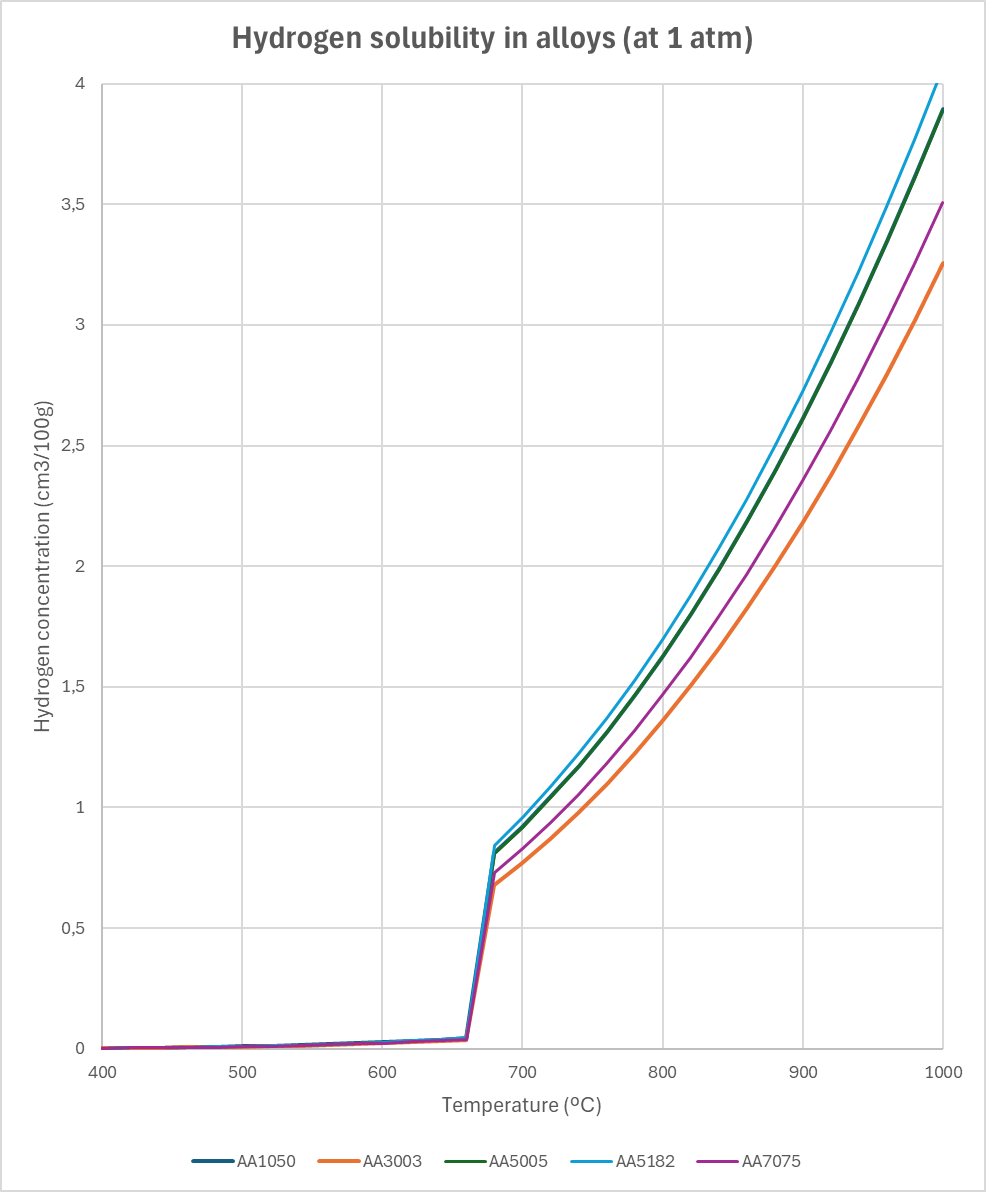 Hydrogen solubility in alloys (at 1 atm)
4
3,5
3
2,5
2
1,5
1
0,5
0
Hydrogen concentration (cm3/100g)
400 500 600 700 800 900 1000
Temperature (ºC)
AA1050 AA3003 AA5005 AA5182 AA7075